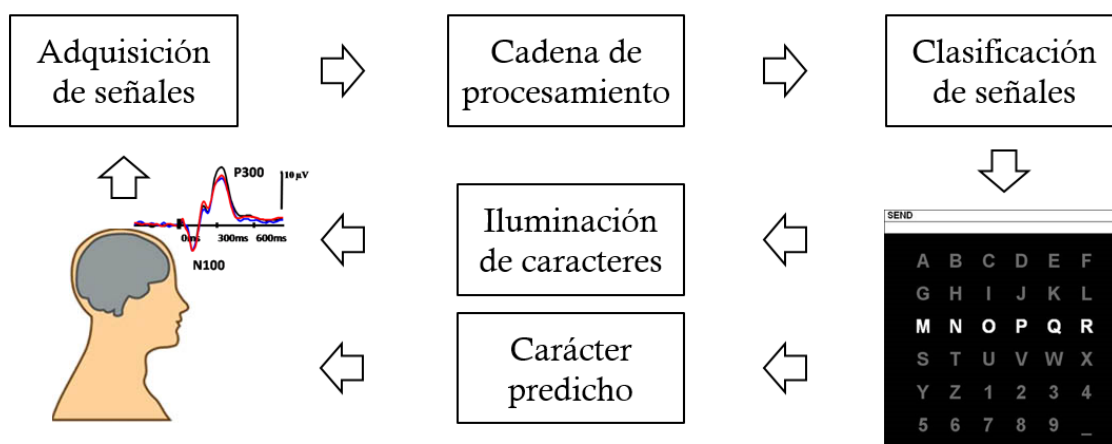 Adquisición
de señales
Cadena de
procesamiento
Clasificación
de señales
P300
10 µV
0ms 300ms 600ms
N100
Iluminación
de caracteres
Carácter
predicho
SEND
A B C D E F
G H I J K L
M N O P Q R
S T U V W X
Y Z 1 2 3 4
5 6 7 8 9 _